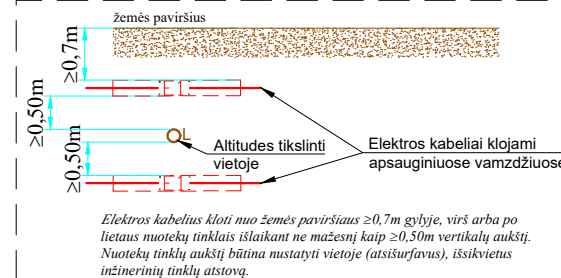 žemės paviršius
≥0,7m
E1
≥0,50m
L
Altitudes tikslinti
vietoje
Elektros kabeliai klojami
apsauginiuose vamzdžiuose
≥0,50m
E1
Elektros kabelius kloti nuo žemės paviršiaus ≥0,7m gylyje, virš arba po
lietaus nuotekų tinklais išlaikant ne mažesnį kaip ≥0,50m vertikalų aukštį.
Nuotekų tinklų aukštį būtina nustatyti vietoje (atsišurfavus), išsikvietus
inžinerinių tinklų atstovą.